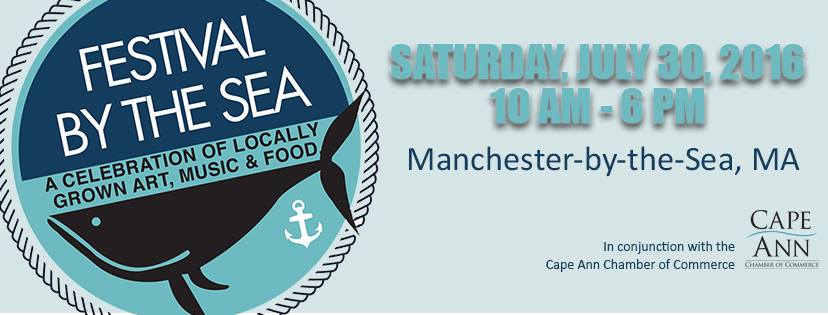 FESTIVAL
BY THE SEA
A CELEBRATION OF LOCALLY
GROWN ART, MUSIC & FOOD
SATURDAY, JULY 30, 2016
10 AM - 6 PM
Manchester-by-the-Sea, MA
In conjunction with the
Cape Ann Chamber of Commerce
CAPE
ANN
CHAMBER OF COMMERCE